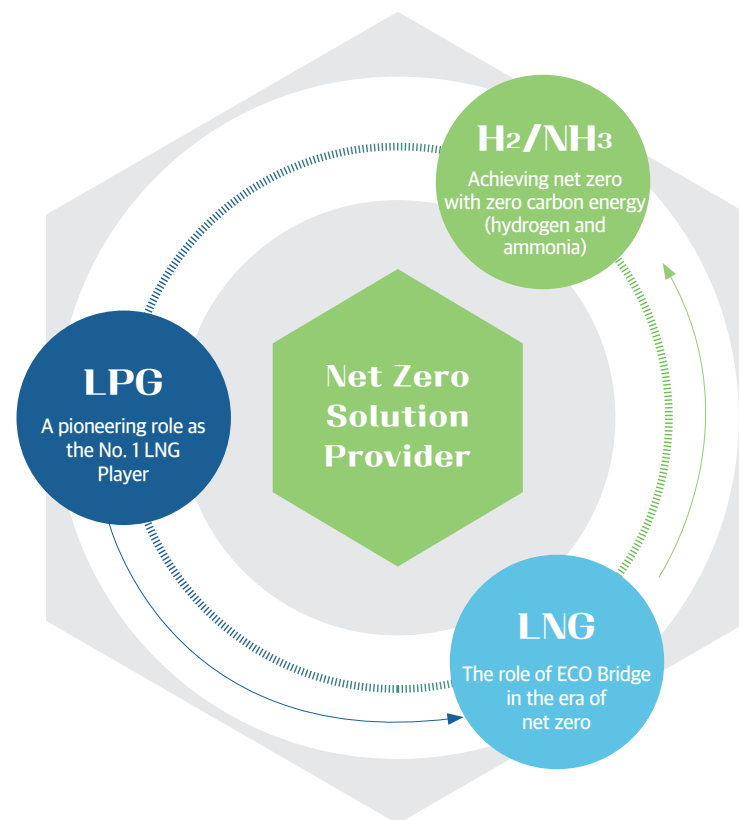 H2/NH3
Achieving net zero
with zero carbon energy
(hydrogen and
ammonia)
LPG
A pioneering role as
the No. 1 LNG
Player
Net Zero
Solution
Provider
LNG
The role of ECO Bridge
in the era of
net zero